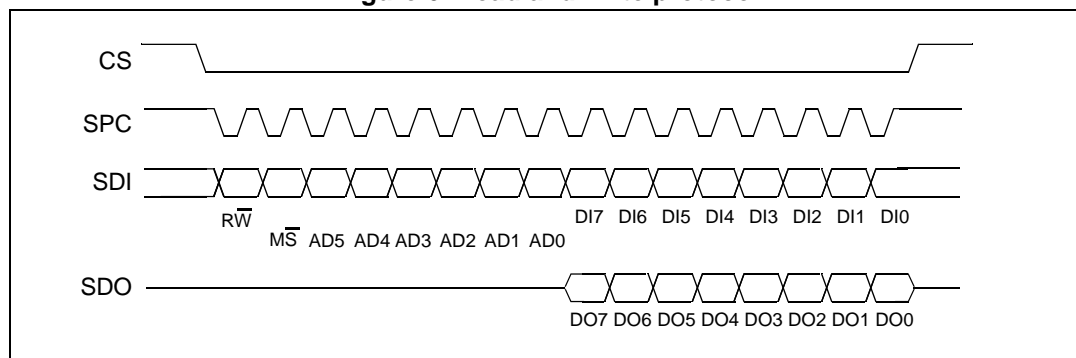 CS
SPC
SDI
RW̅
DI7 DI6 DI5 DI4 DI3 DI2 DI1 DI0
MS̅ AD5 AD4 AD3 AD2 AD1 AD0
SDO
DO7 DO6 DO5 DO4 DO3 DO2 DO1 DO0